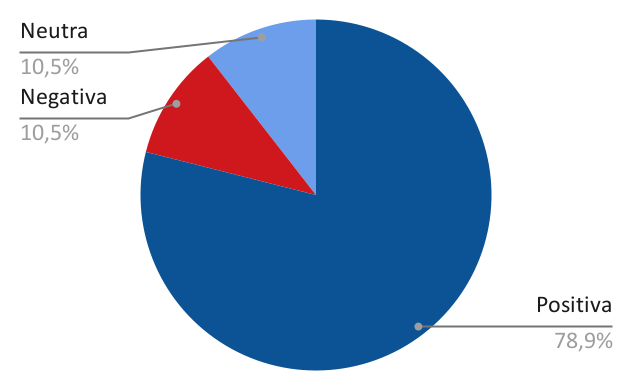 Neutra
10,5%
Negativa
10,5%
Positiva
78,9%